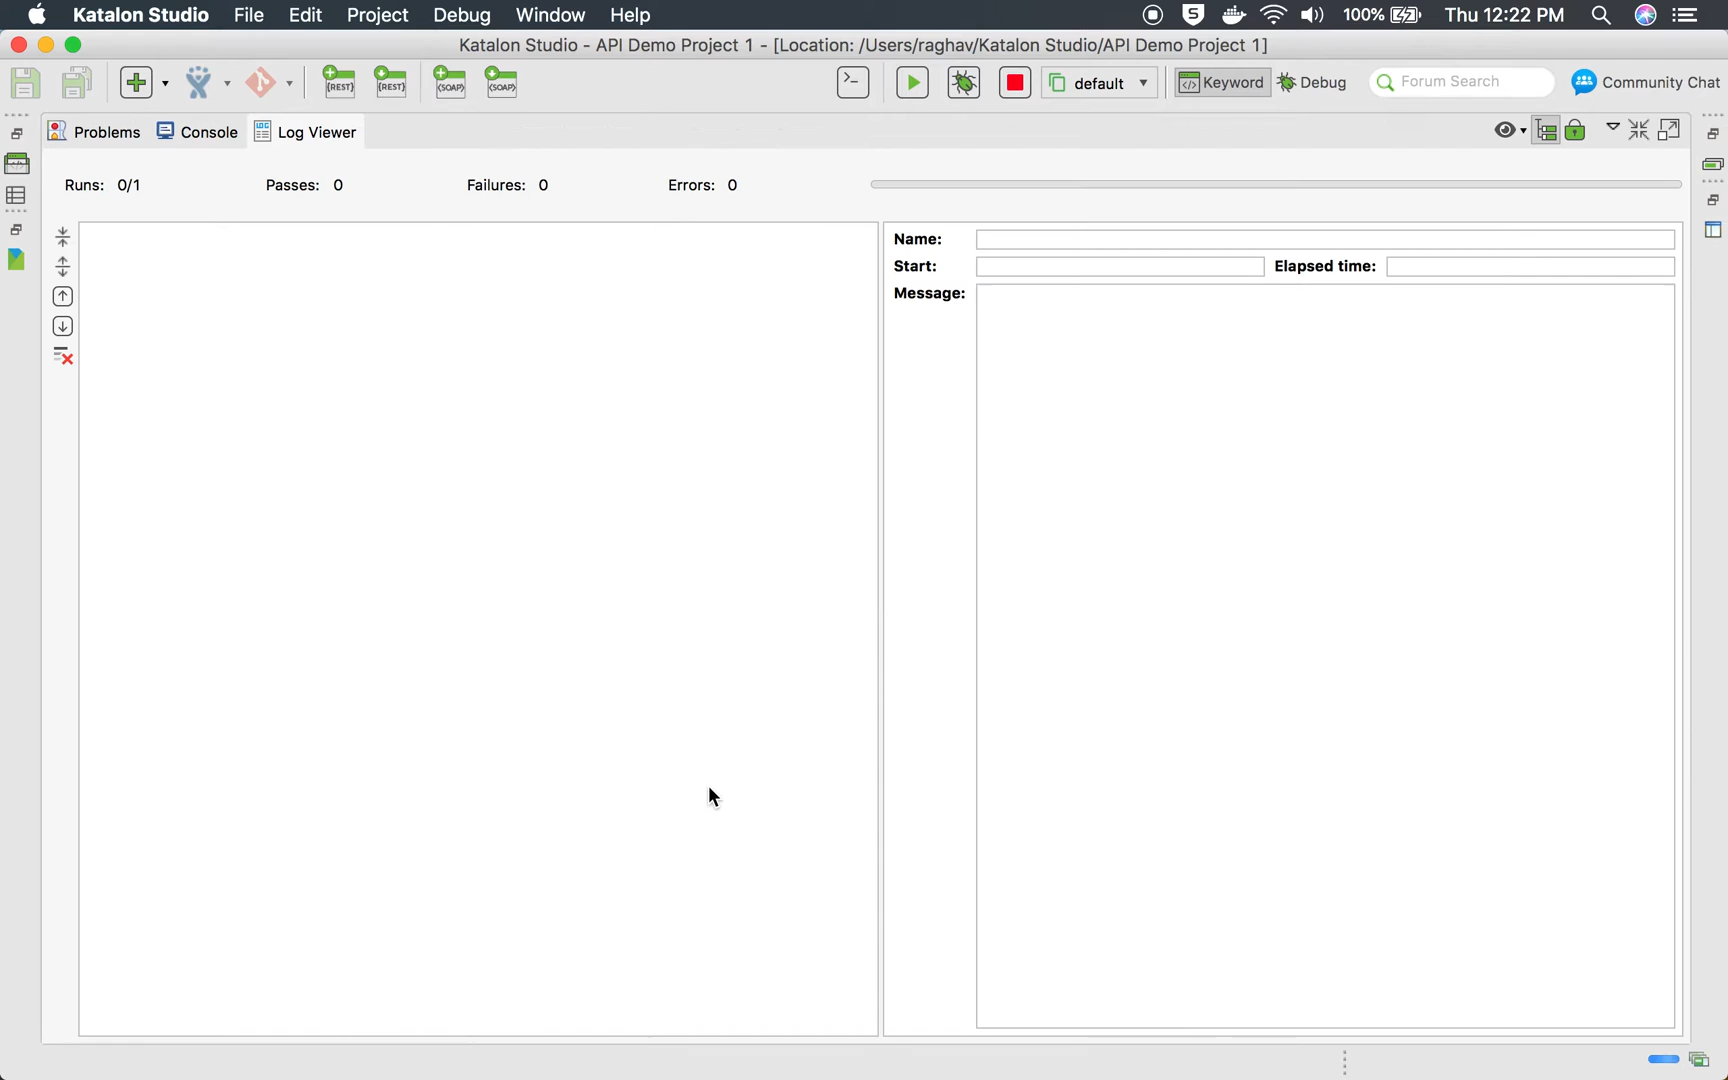 Katalon Studio File Edit Project Debug Window Help S 100% Thu 12:22 PM
Katalon Studio - API Demo Project 1 - [Location: /Users/raghav/Katalon Studio/API Demo Project 1]
{REST} {REST} <SOAP> <SOAP> default Keyword Debug Forum Search Community Chat
Problems Console Log Viewer
Runs: 0/1 Passes: 0 Failures: 0 Errors: 0
Name:
Start: Elapsed time:
Message: